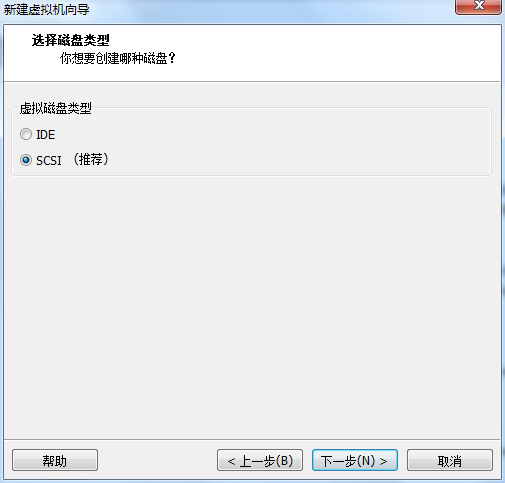 新建虚拟机向导
选择磁盘类型
你想要创建哪种磁盘？
虚拟磁盘类型
IDE
SCSI （推荐）
帮助
< 上一步(B)
下一步(N) >
取消